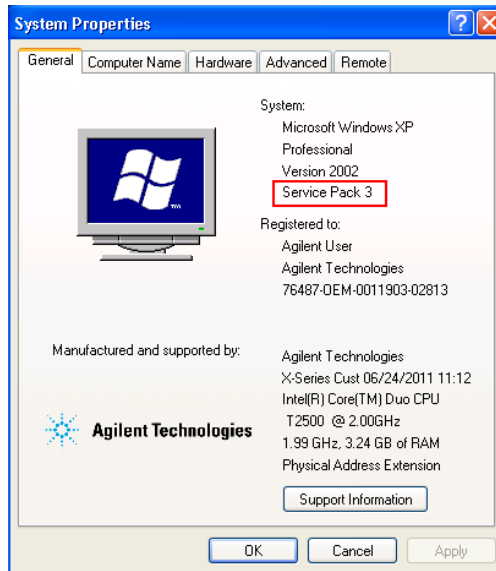 System Properties
General Computer Name Hardware Advanced Remote
System:
Microsoft Windows XP
Professional
Version 2002
Service Pack 3
Registered to:
Agilent User
Agilent Technologies
76487-OEM-0011903-02813
Manufactured and supported by:
Agilent Technologies
X-Series Cust 06/24/2011 11:12
Intel(R) Core(TM) Duo CPU
T2500 @ 2.00GHz
1.99 GHz, 3.24 GB of RAM
Physical Address Extension
Agilent Technologies
Support Information
OK Cancel Apply